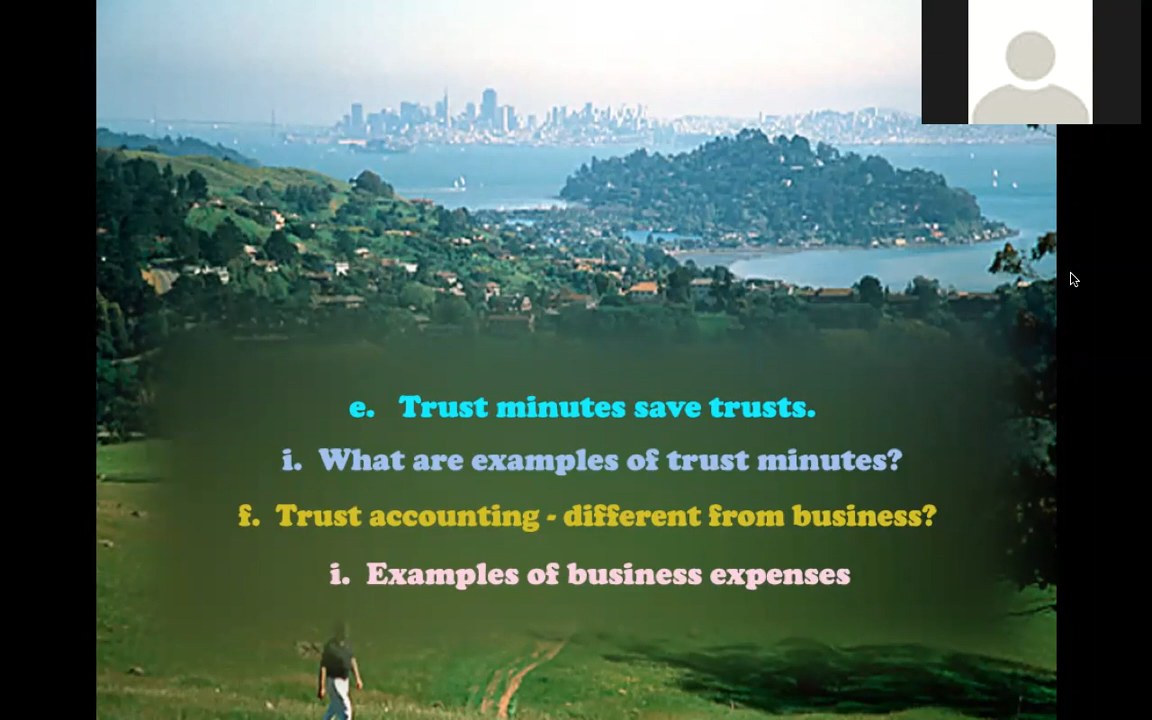 e. Trust minutes save trusts.
i. What are examples of trust minutes?
f. Trust accounting - different from business?
i. Examples of business expenses